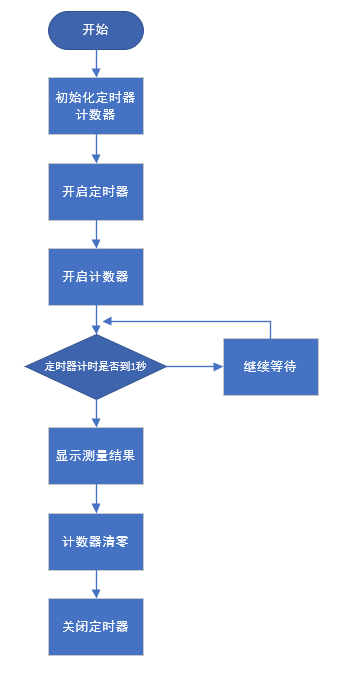 开始
初始化定时器
计数器
开启定时器
开启计数器
定时器计时是否到1秒
继续等待
显示测量结果
计数器清零
关闭定时器